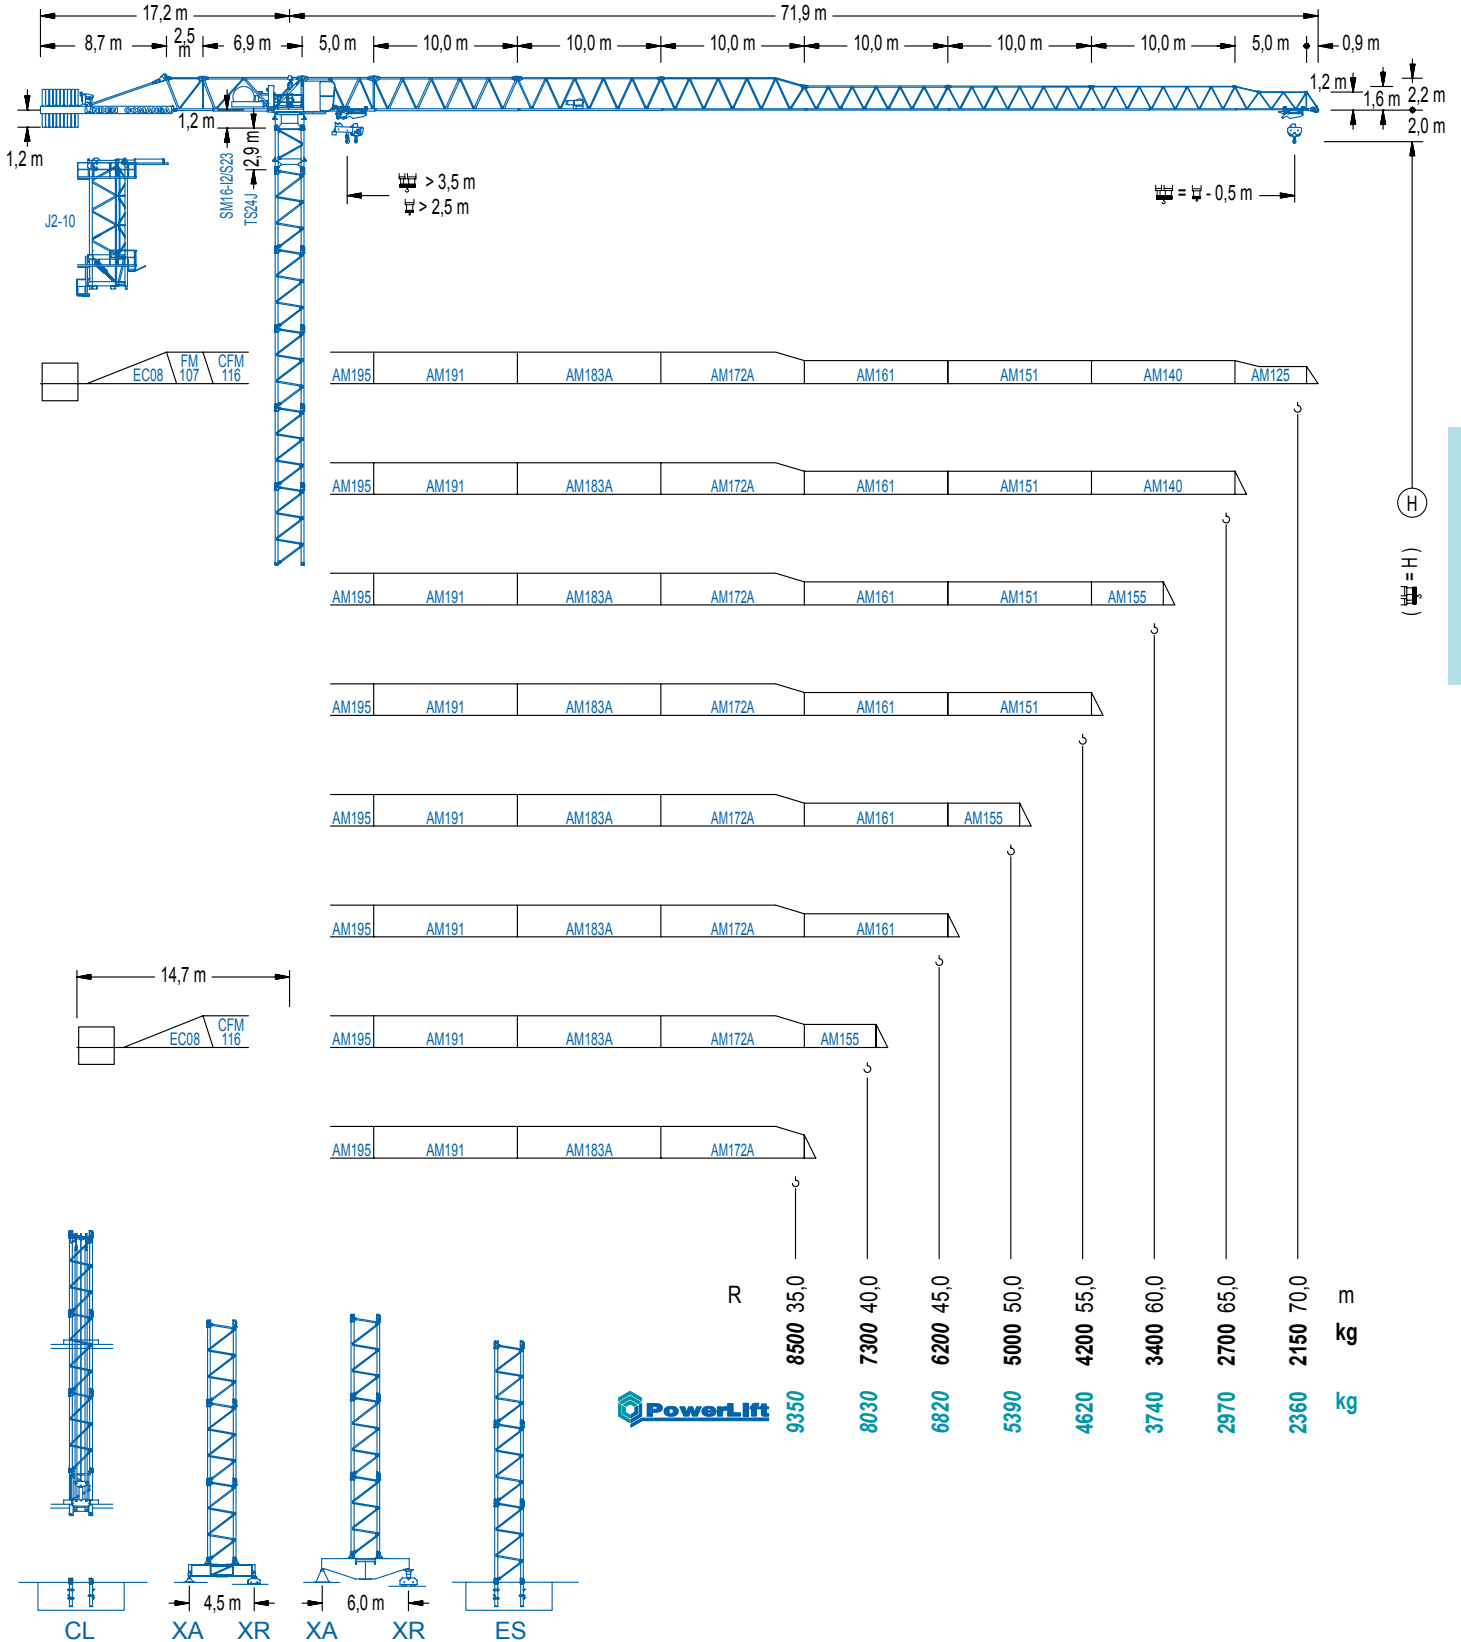 17,2 m
71,9 m
8,7 m
2,5 m
6,9 m
5,0 m
10,0 m
10,0 m
10,0 m
10,0 m
10,0 m
10,0 m
5,0 m
0,9 m
1,2 m
1,6 m
2,2 m
2,0 m
LINDEN COMANSA
1,2 m
1,2 m
2,9 m
SM16-I2/S23
TS24J
J2-10
> 3,5 m
> 2,5 m
= - 0,5 m
H
( H = )
EC08 FM 107 CFM 116
AM195 AM191 AM183A AM172A AM161 AM151 AM140 AM125
AM195 AM191 AM183A AM172A AM161 AM151 AM140
AM195 AM191 AM183A AM172A AM161 AM151 AM155
AM195 AM191 AM183A AM172A AM161 AM151
AM195 AM191 AM183A AM172A AM161 AM155
AM195 AM191 AM183A AM172A AM161
14,7 m
EC08 CFM 116
AM195 AM191 AM183A AM172A AM155
AM195 AM191 AM183A AM172A
R 35,0 40,0 45,0 50,0 55,0 60,0 65,0 70,0 m
8500 7300 6200 5000 4200 3400 2700 2150 kg
PowerLift 9350 8030 6820 5390 4620 3740 2970 2360 kg
4,5 m
6,0 m
CL XA XR XA XR ES